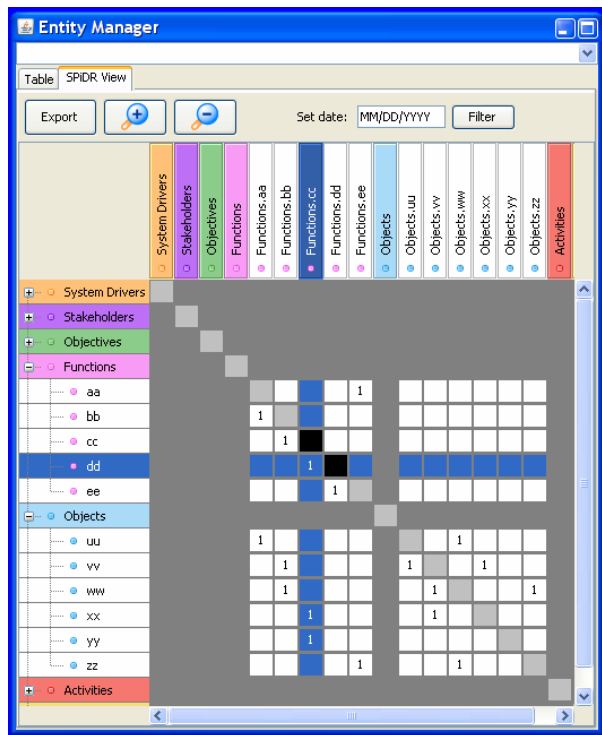 Entity Manager
Table SPiDR View
Export Set date: MM/DD/YYYY Filter
System Drivers
Stakeholders
Objectives
Functions
Functions.aa
Functions.bb
Functions.cc
Functions.dd
Functions.ee
Objects
Objects.uu
Objects.vv
Objects.ww
Objects.xx
Objects.yy
Objects.zz
Activities
System Drivers
Stakeholders
Objectives
Functions
aa 1
bb 1
cc 1
dd 1
ee 1
Objects
uu 1 1
vv 1 1 1
ww 1 1 1
xx 1 1
yy 1
zz 1 1
Activities